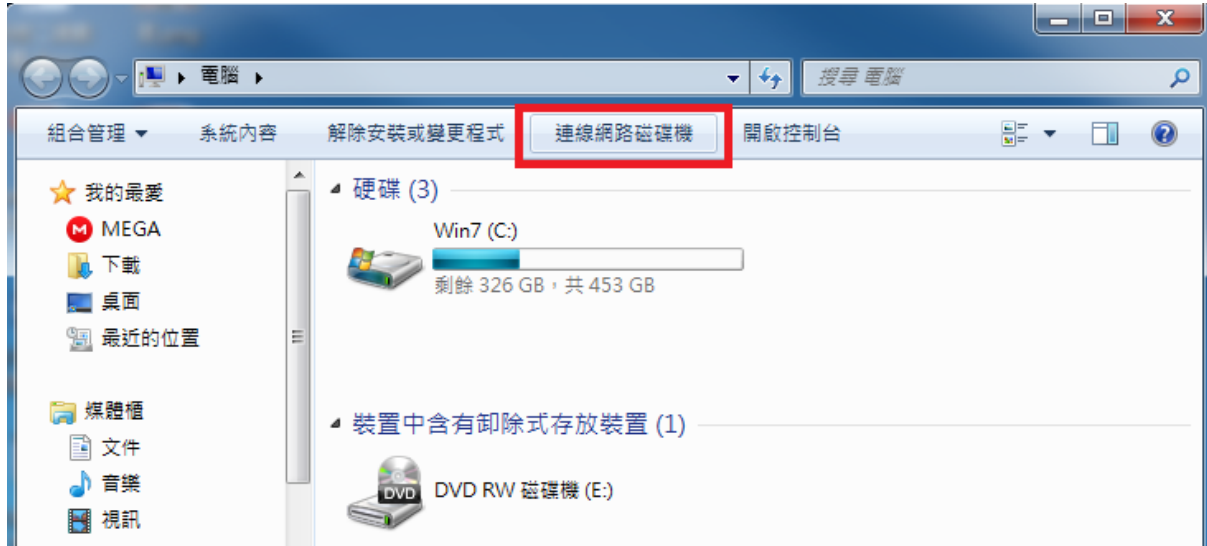 電腦
搜尋 電腦
組合管理 系統內容 解除安裝或變更程式 連線網路磁碟機 開啟控制台
我的最愛
MEGA
下載
桌面
最近的位置
媒體櫃
文件
音樂
視訊
硬碟 (3)
Win7 (C:)
剩餘 326 GB，共 453 GB
裝置中含有卸除式存放裝置 (1)
DVD
DVD RW 磁碟機 (E:)